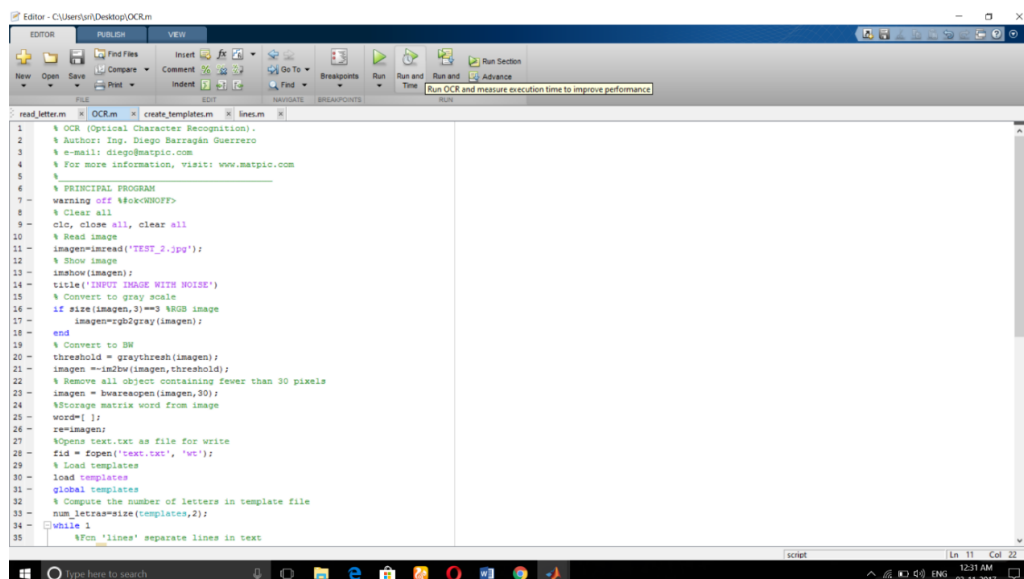 Editor - C:\Users\sri\Desktop\OCR.m
EDITOR PUBLISH VIEW
New Open Save Find Files Compare Print
Insert fx Comment Indent
Go To Find
Breakpoints
Run Run and Time Run and Run Section Advance
Run OCR and measure execution time to improve performance
FILE EDIT NAVIGATE BREAKPOINTS RUN
read_letter.m OCR.m create_templates.m lines.m
1 % OCR (Optical Character Recognition).
2 % Author: Ing. Diego Barragán Guerrero
3 % e-mail: diego@matpic.com
4 % For more information, visit: www.matpic.com
5 %________________________________________
6 % PRINCIPAL PROGRAM
7 - warning off %#ok<WNOFF>
8 % Clear all
9 - clc, close all, clear all
10 % Read image
11 - imagen=imread('TEST_2.jpg');
12 % Show image
13 - imshow(imagen);
14 - title('INPUT IMAGE WITH NOISE')
15 % Convert to gray scale
16 - if size(imagen,3)==3 %RGB image
17 - imagen=rgb2gray(imagen);
18 - end
19 % Convert to BW
20 - threshold = graythresh(imagen);
21 - imagen =~im2bw(imagen,threshold);
22 % Remove all object containing fewer than 30 pixels
23 - imagen = bwareaopen(imagen,30);
24 %Storage matrix word from image
25 - word=[ ];
26 - re=imagen;
27 %Opens text.txt as file for write
28 - fid = fopen('text.txt', 'wt');
29 % Load templates
30 - load templates
31 - global templates
32 % Compute the number of letters in template file
33 - num_letras=size(templates,2);
34 - while 1
35 %Fcn 'lines' separate lines in text
script Ln 11 Col 22
Type here to search ENG 12:31 AM